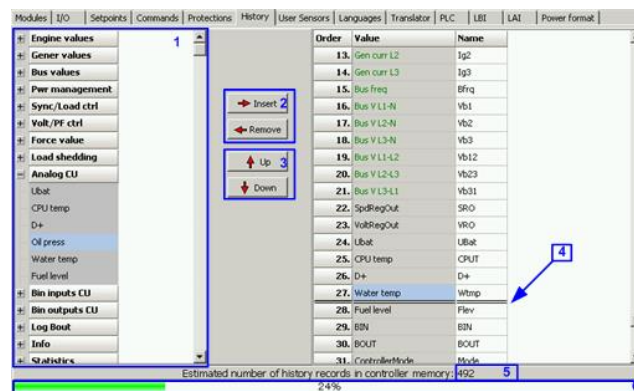 Modules I/O Setpoints Commands Protections History User Sensors Languages Translator PLC LBI LAI Power format
Engine values
Gener values
Bus values
Pwr management
Sync/Load ctrl
Volt/PF ctrl
Force value
Load shedding
Analog CU
Ubat
CPU temp
D+
Oil press
Water temp
Fuel level
Bin inputs CU
Bin outputs CU
Log Bout
Info
Statistics
1
Insert 2
Remove
Up 3
Down
Order Value Name
13. Gen curr L2 Ig2
14. Gen curr L3 Ig3
15. Bus freq Bfrq
16. Bus V L1-N Vb1
17. Bus V L2-N Vb2
18. Bus V L3-N Vb3
19. Bus V L1-L2 Vb12
20. Bus V L2-L3 Vb23
21. Bus V L3-L1 Vb31
22. SpdRegOut SRO
23. VoltRegOut VRO
24. Ubat UBat
25. CPU temp CPUT
26. D+ D+
27. Water temp Wtmp
28. Fuel level Flev
29. BIN BIN
30. BOUT BOUT
31. ControllerMode Mode
4
Estimated number of history records in controller memory: 492 5
24%